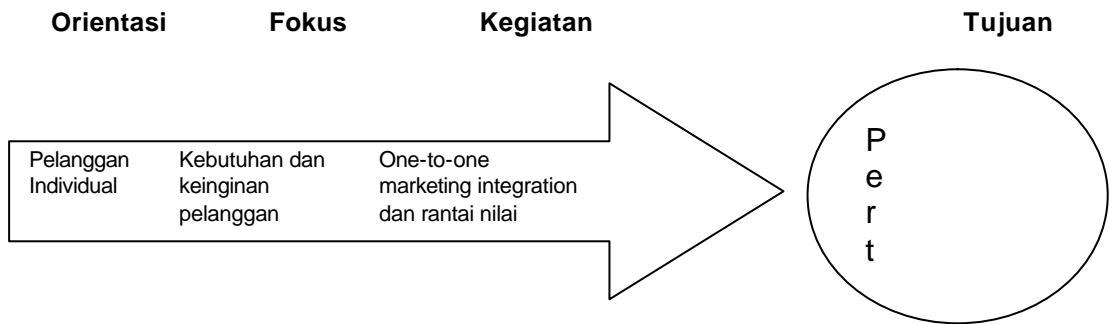 Orientasi Fokus Kegiatan Tujuan
Pelanggan Individual
Kebutuhan dan keinginan pelanggan
One-to-one marketing integration dan rantai nilai
P
e
r
t